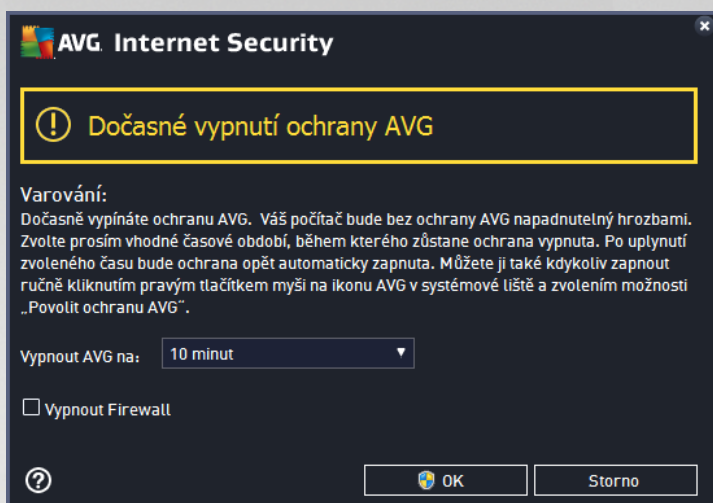 AVG. Internet Security
Dočasné vypnutí ochrany AVG
Varování:
Dočasně vypínáte ochranu AVG. Váš počítač bude bez ochrany AVG napadnutelný hrozbami.
Zvolte prosím vhodné časové období, během kterého zůstane ochrana vypnuta. Po uplynutí
zvoleného času bude ochrana opět automaticky zapnuta. Můžete ji také kdykoliv zapnout
ručně kliknutím pravým tlačítkem myši na ikonu AVG v systémové liště a zvolením možnosti
„Povolit ochranu AVG“.
Vypnout AVG na: 10 minut
Vypnout Firewall
OK Storno